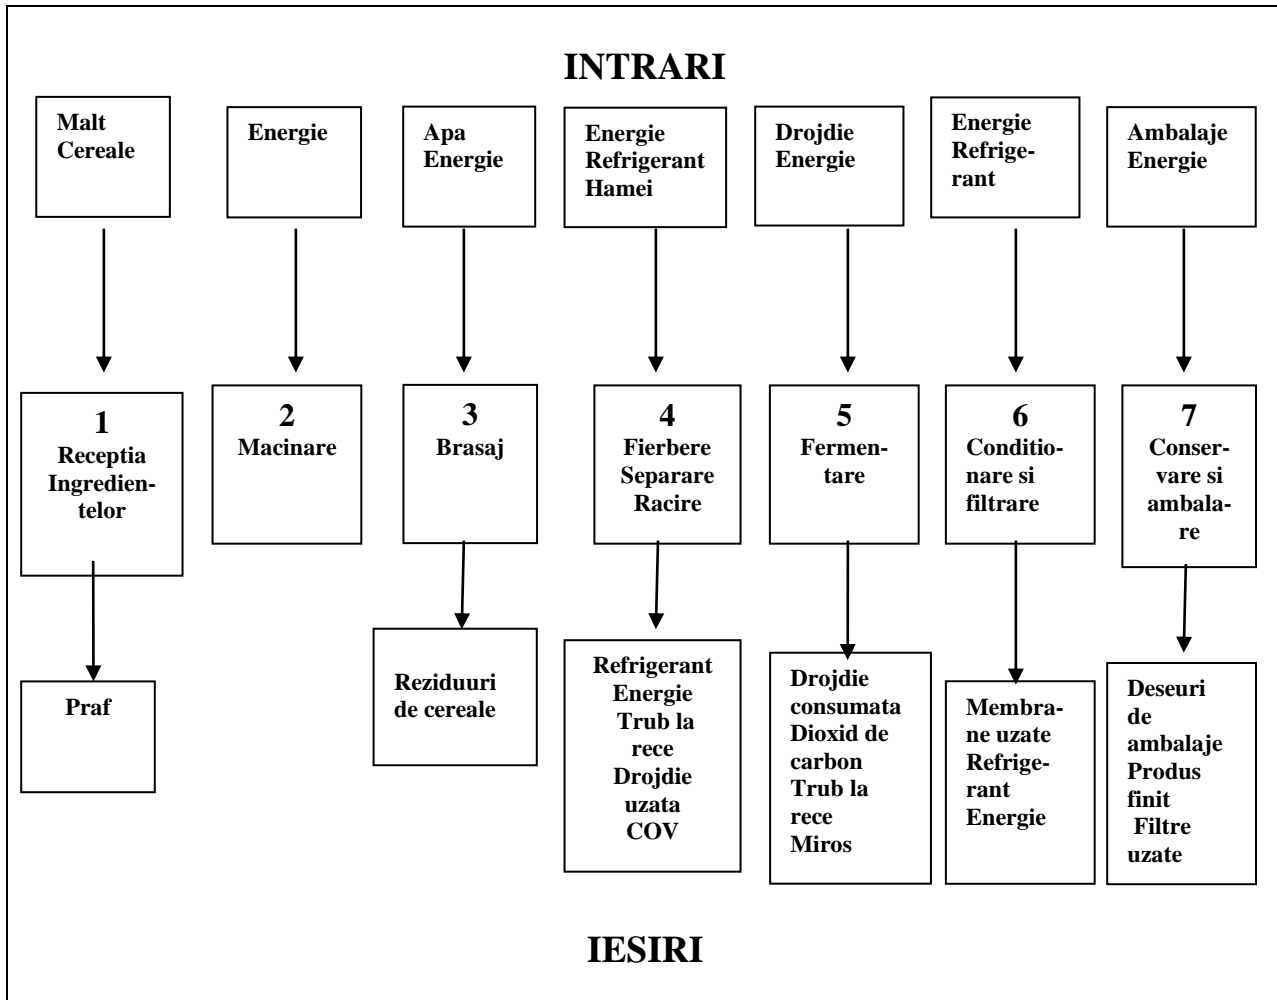 INTRARI
Malt
Cereale
Energie
Apa
Energie
Energie
Refrigerant
Hamei
Drojdie
Energie
Energie
Refrige-
rant
Ambalaje
Energie
1
Receptia
Ingredien-
telor
2
Macinare
3
Brasaj
4
Fierbere
Separare
Racire
5
Fermen-
tare
6
Conditio-
nare si
filtrare
7
Conser-
vare si
ambala-
re
Praf
Reziduuri
de cereale
Refrigerant
Energie
Trub la
rece
Drojdie
uzata
COV
Drojdie
consumata
Dioxid de
carbon
Trub la
rece
Miros
Membra-
ne uzate
Refrige-
rant
Energie
Deseuri
de
ambalaje
Produs
finit
Filtre
uzate
IESIRI